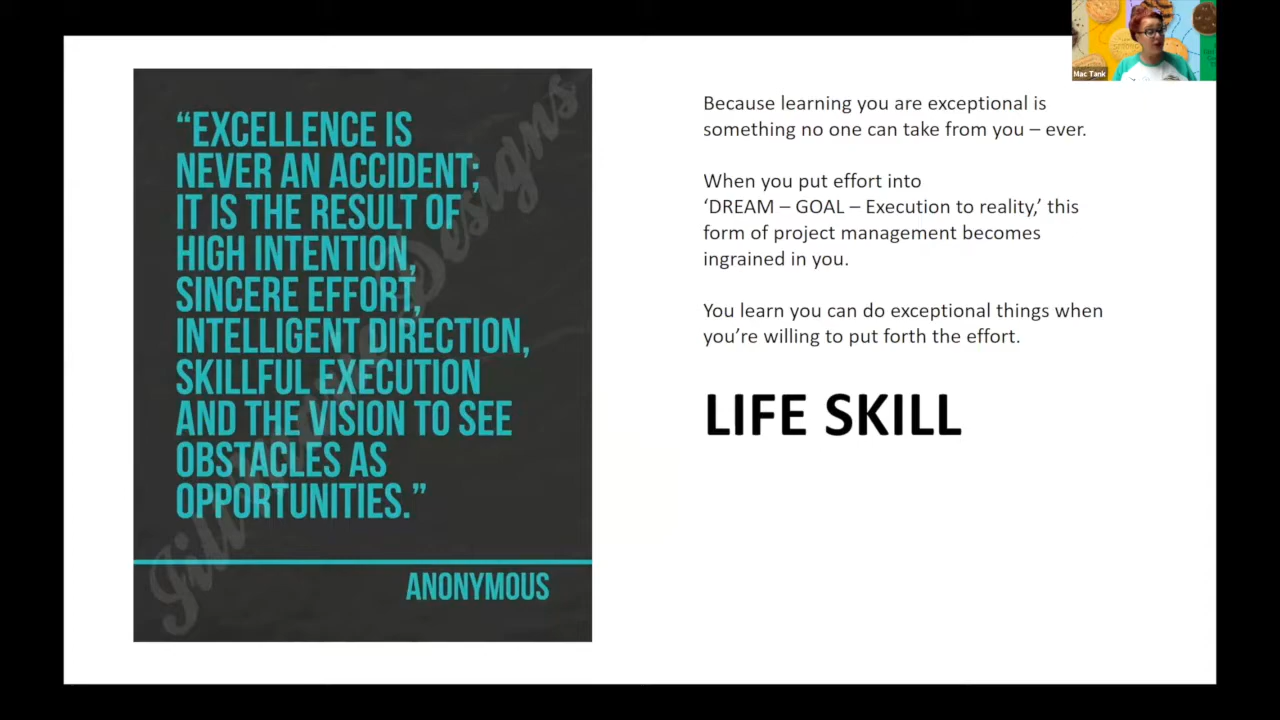 “EXCELLENCE IS
NEVER AN ACCIDENT;
IT IS THE RESULT OF
HIGH INTENTION,
SINCERE EFFORT,
INTELLIGENT DIRECTION,
SKILLFUL EXECUTION
AND THE VISION TO SEE
OBSTACLES AS
OPPORTUNITIES.”
ANONYMOUS
Designs
Because learning you are exceptional is
something no one can take from you – ever.
When you put effort into
‘DREAM – GOAL – Execution to reality,’ this
form of project management becomes
ingrained in you.
You learn you can do exceptional things when
you’re willing to put forth the effort.
LIFE SKILL
Mac Tank